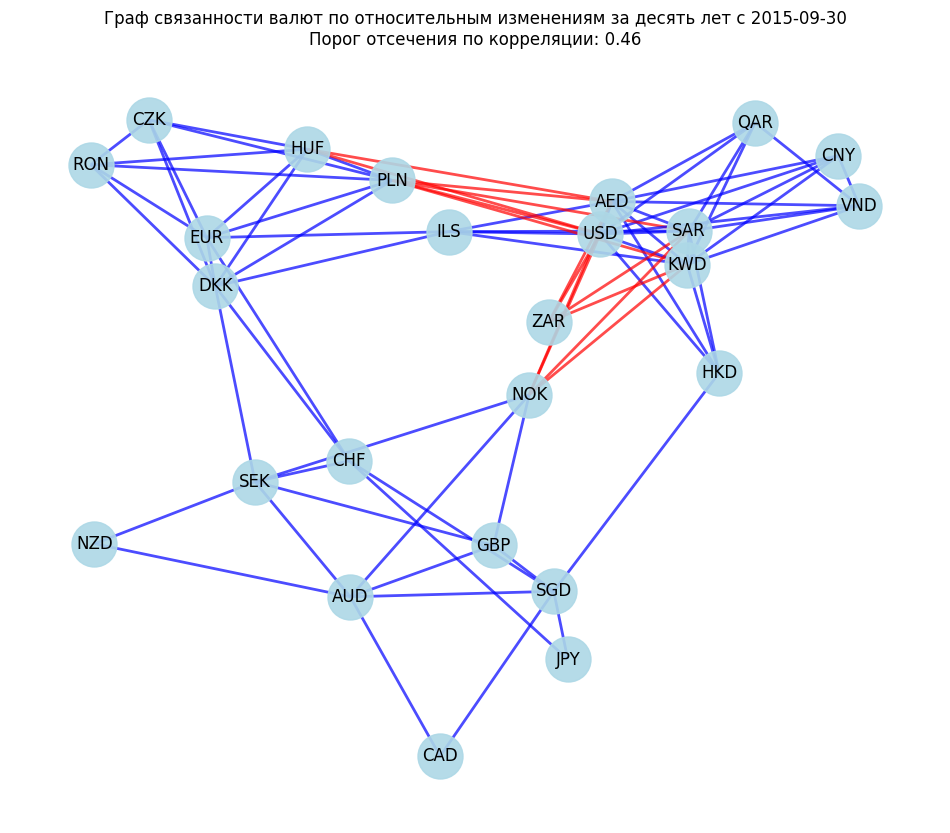 Граф связанности валют по относительным изменениям за десять лет с 2015-09-30
Порог отсечения по корреляции: 0.46
CZK
QAR
HUF
CNY
RON
PLN
AED
VND
ILS
USD
SAR
EUR
KWD
DKK
ZAR
HKD
NOK
CHF
SEK
NZD
GBP
SGD
AUD
JPY
CAD